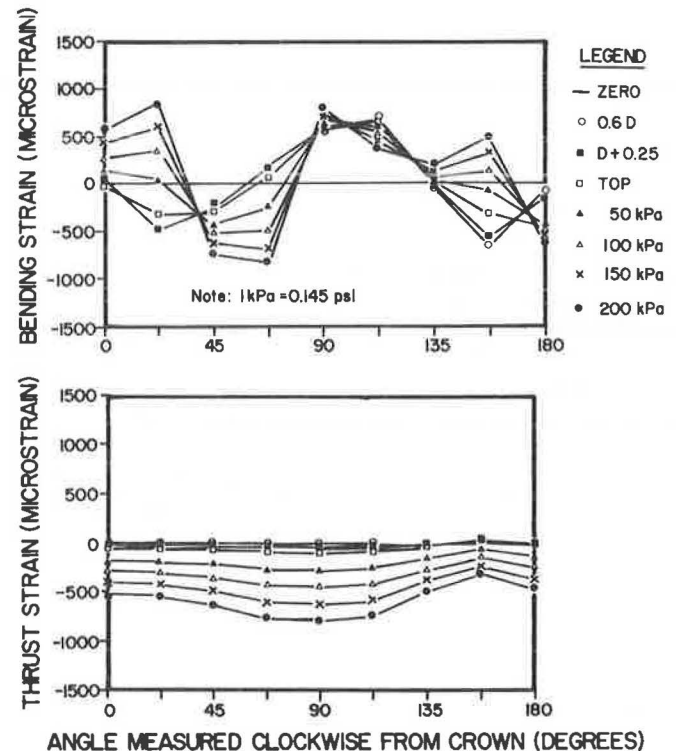 BENDING STRAIN (MICROSTRAIN)
1500
1000
500
0
-500
-1000
-1500
Note: 1kPa=0.145 psi
0 45 90 135 180
LEGEND
ZERO
0.6 D
D+0.25
TOP
50 kPa
100 kPa
150 kPa
200 kPa
THRUST STRAIN (MICROSTRAIN)
1500
1000
500
0
-500
-1000
-1500
0 45 90 135 180
ANGLE MEASURED CLOCKWISE FROM CROWN (DEGREES)